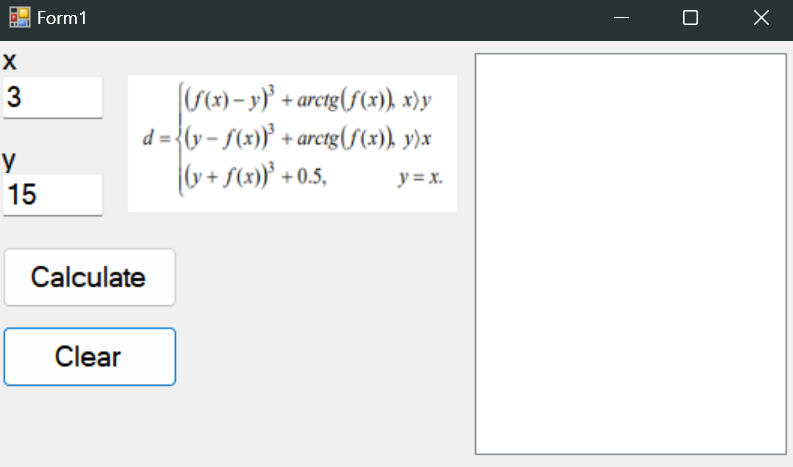 Form1
x
3
y
15
(f(x) – y)³ + arctg(f(x)), x⟩y
d = { (y – f(x))³ + arctg(f(x)), y⟩x
(y + f(x))³ + 0.5, y = x.
Calculate
Clear